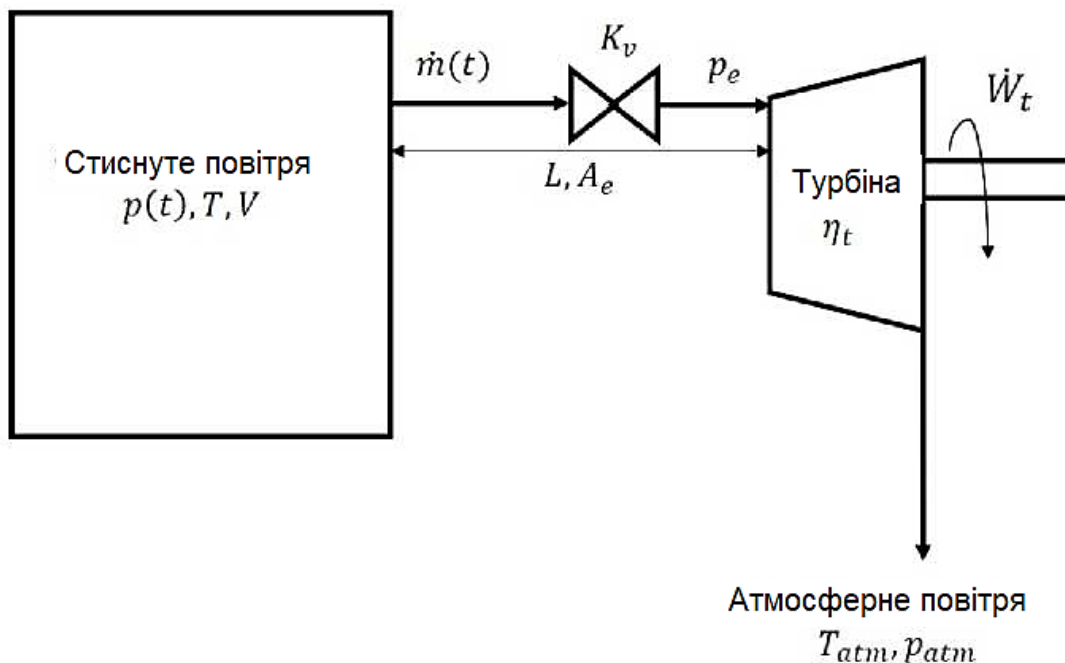 Стиснуте повітря
p(t), T, V
ṁ(t)
K_v
p_e
L, A_e
Турбіна
η_t
Ẇ_t
Атмосферне повітря
T_atm, p_atm